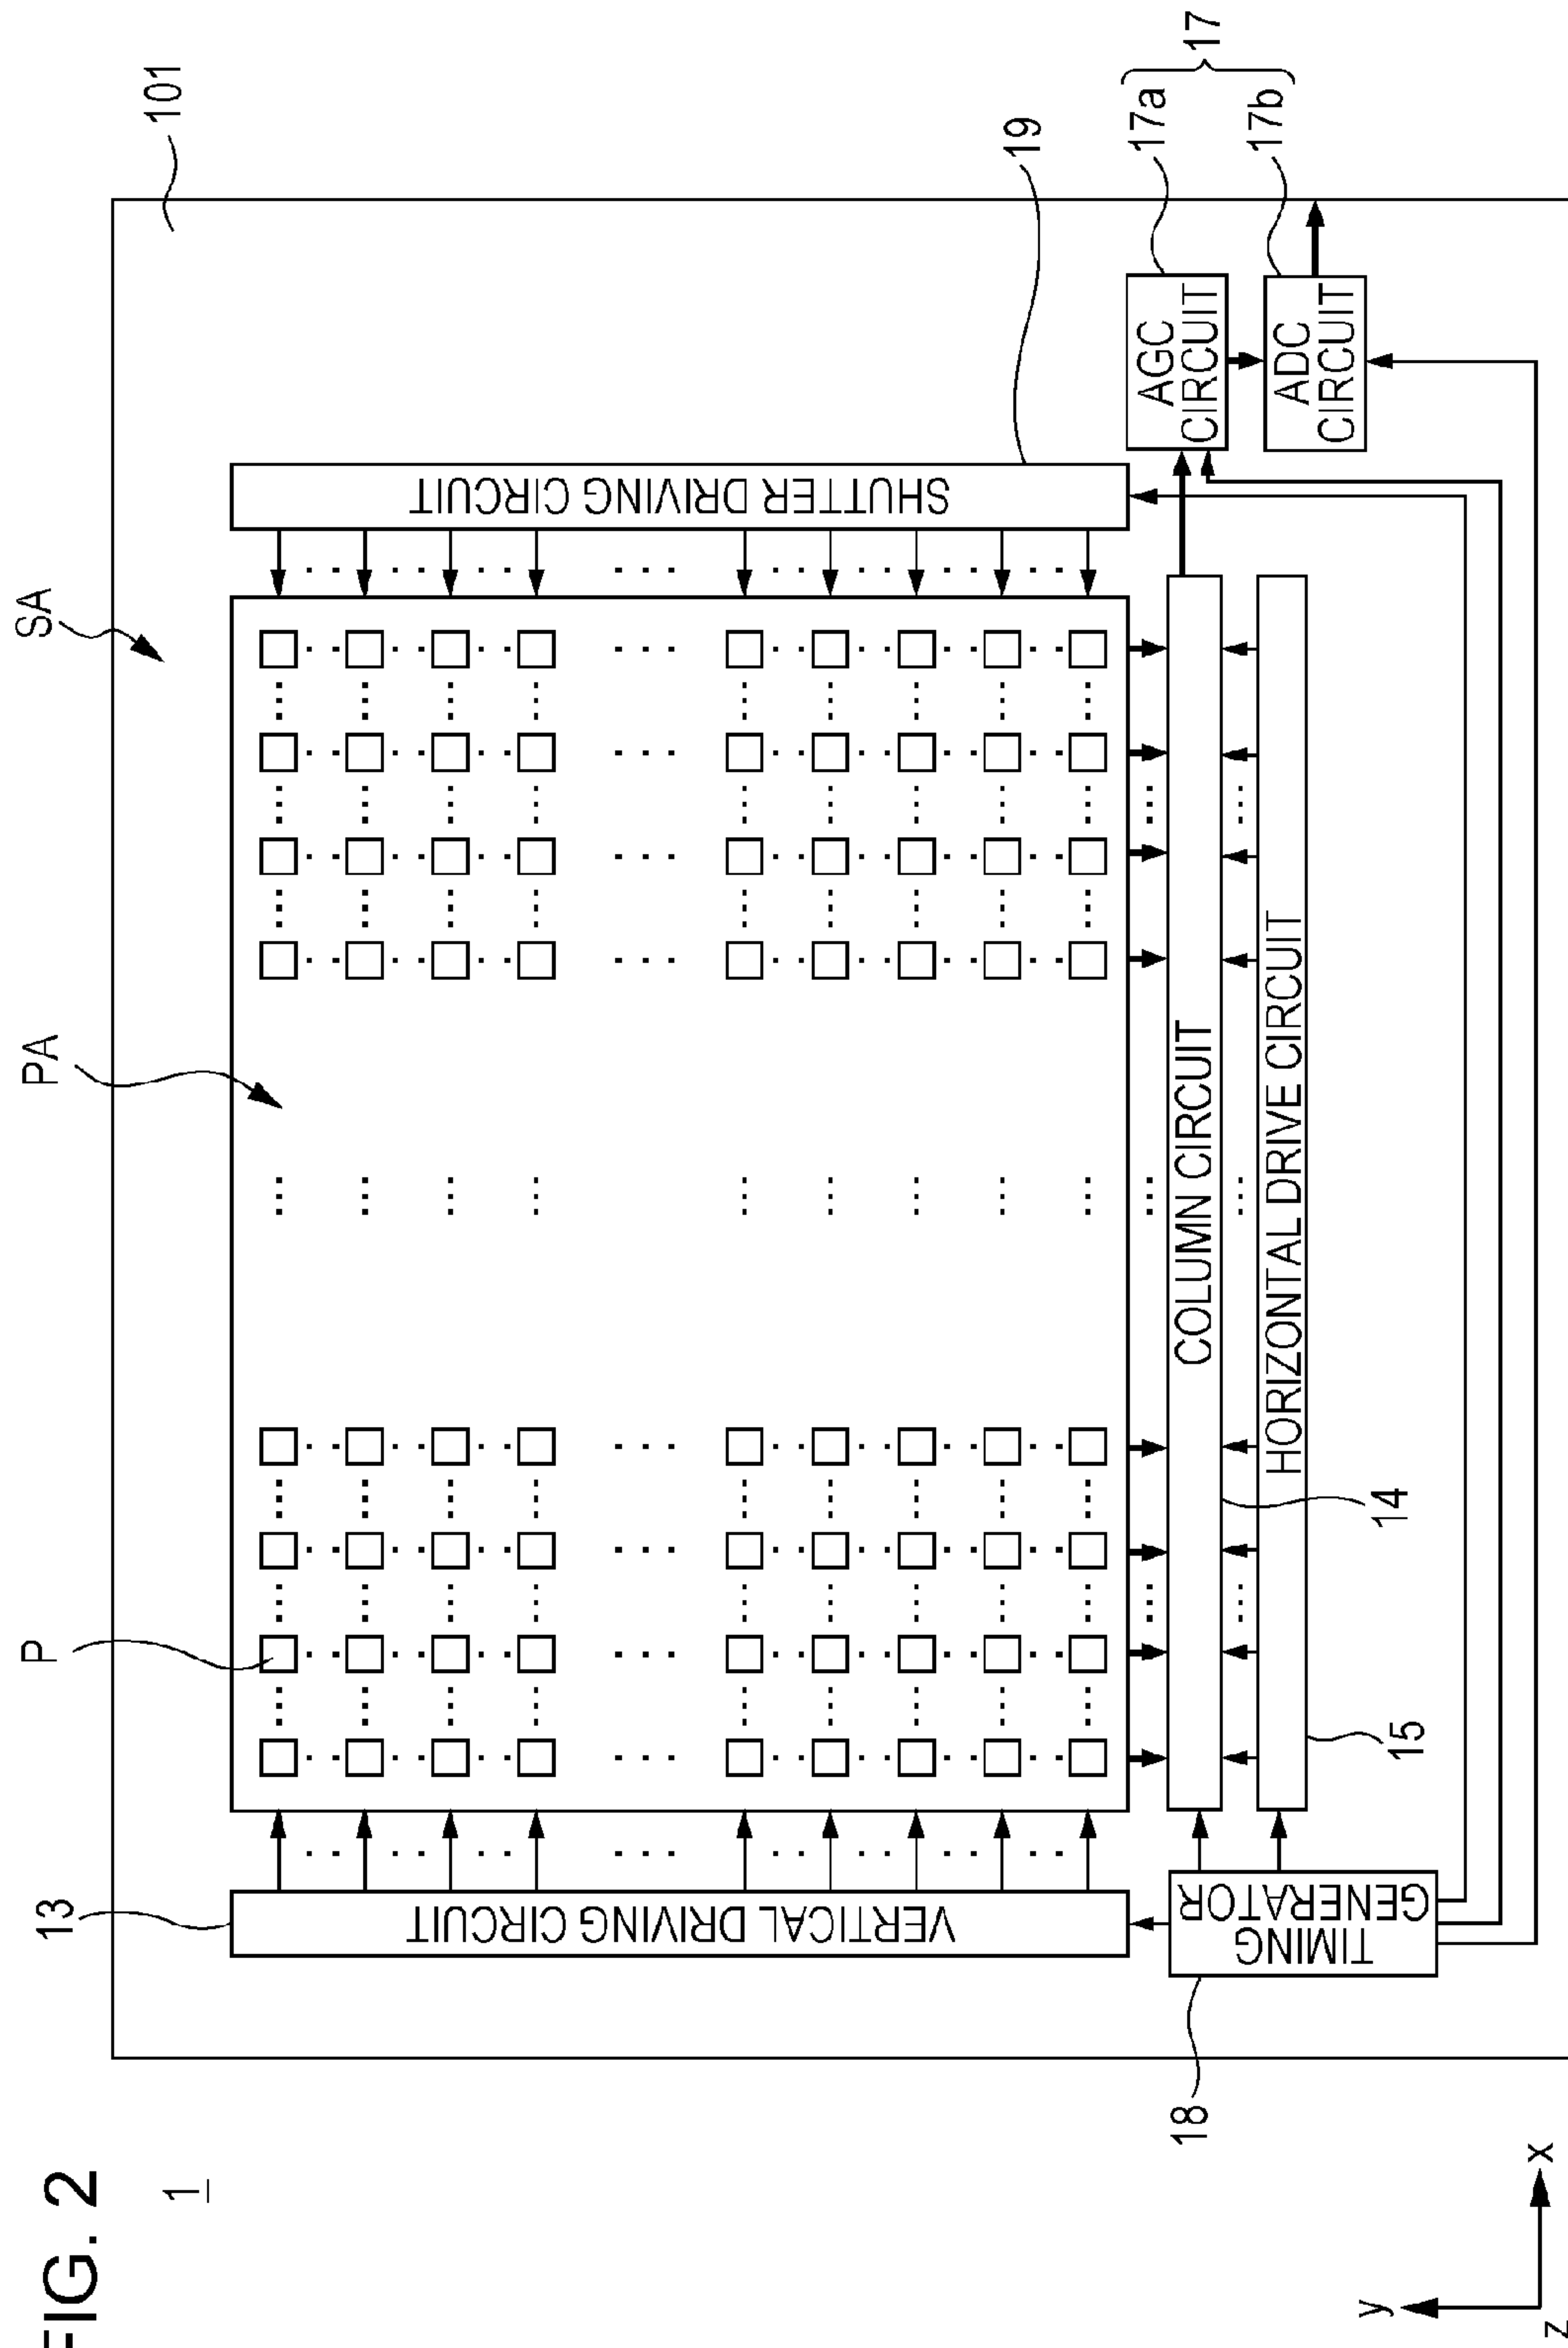 FIG. 2
1
P
PA
SA
101
13
VERTICAL DRIVING CIRCUIT
SHUTTER DRIVING CIRCUIT
19
COLUMN CIRCUIT
14
HORIZONTAL DRIVE CIRCUIT
15
TIMING
GENERATOR
18
AGC
CIRCUIT
17a
ADC
CIRCUIT
17b
17
y
x
z